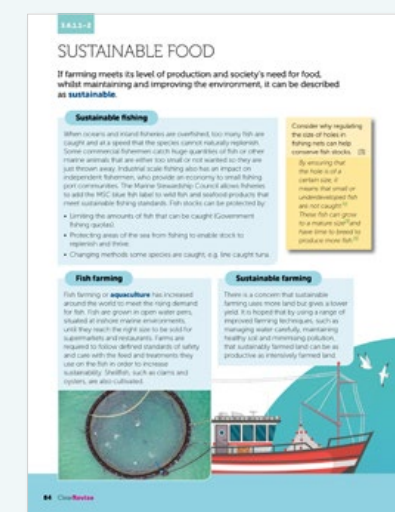 3.6.1.1–2
SUSTAINABLE FOOD
If farming meets its level of production and society's need for food,
whilst maintaining and improving the environment, it can be described
as sustainable.
Sustainable fishing
When oceans and inland fisheries are overfished, too many fish are
caught and at a speed that the species cannot naturally replenish.
Some commercial fishermen catch huge quantities of fish or other
marine animals that are either too small or not wanted so they are
just thrown away. Industrial scale fishing also has an impact on
independent fishermen, who provide an economy to small fishing
port communities. The Marine Stewardship Council allows fisheries
to add the MSC blue fish label to wild fish and seafood products that
meet sustainable fishing standards. Fish stocks can be protected by:
• Limiting the amounts of fish that can be caught (Government
fishing quotas).
• Protecting areas of the sea from fishing to enable stock to
replenish and thrive.
• Changing methods some species are caught, e.g. line caught tuna.
Consider why regulating
the size of holes in
fishing nets can help
conserve fish stocks.
By ensuring that
the hole is of a
certain size, it
means that small or
underdeveloped fish
are not caught.
These fish can grow
to a mature size and
have time to breed to
produce more fish.
Fish farming
Fish farming or aquaculture has increased
around the world to meet the rising demand
for fish. Fish are grown in open water pens,
situated at inshore marine environments,
until they reach the right size to be sold for
supermarkets and restaurants. Farms are
required to follow defined standards of safety
and care with the feed and treatments they
use on the fish in order to increase
sustainability. Shellfish, such as clams and
oysters, are also cultivated.
Sustainable farming
There is a concern that sustainable
farming uses more land but gives a lower
yield. It is hoped that by using a range of
improved farming techniques, such as
managing water carefully, maintaining
healthy soil and minimising pollution,
that sustainably farmed land can be as
productive as intensively farmed land.
84 ClearRevise